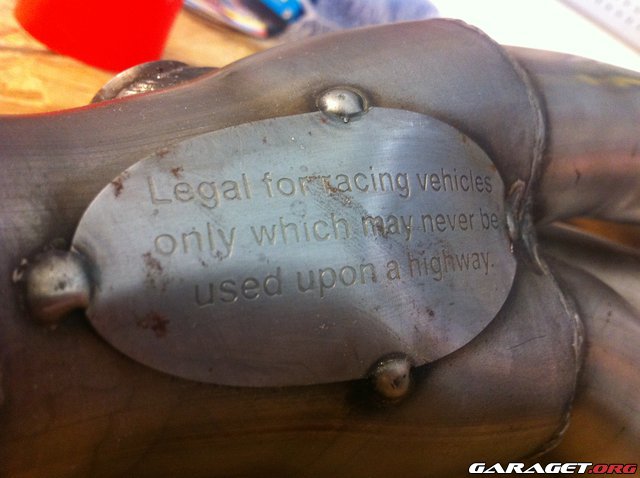 Legal for racing vehicles
only which may never be
used upon a highway.
GARAGET.ORG